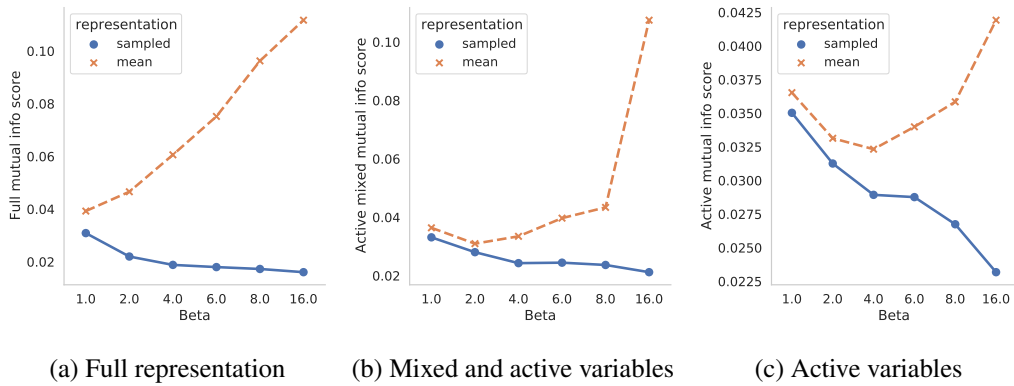 representation
sampled
mean
Full mutual info score
0.10
0.08
0.06
0.04
0.02
1.0 2.0 4.0 6.0 8.0 16.0
Beta
(a) Full representation
representation
sampled
mean
Active mixed mutual info score
0.10
0.08
0.06
0.04
0.02
1.0 2.0 4.0 6.0 8.0 16.0
Beta
(b) Mixed and active variables
representation
sampled
mean
Active mutual info score
0.0425
0.0400
0.0375
0.0350
0.0325
0.0300
0.0275
0.0250
0.0225
1.0 2.0 4.0 6.0 8.0 16.0
Beta
(c) Active variables